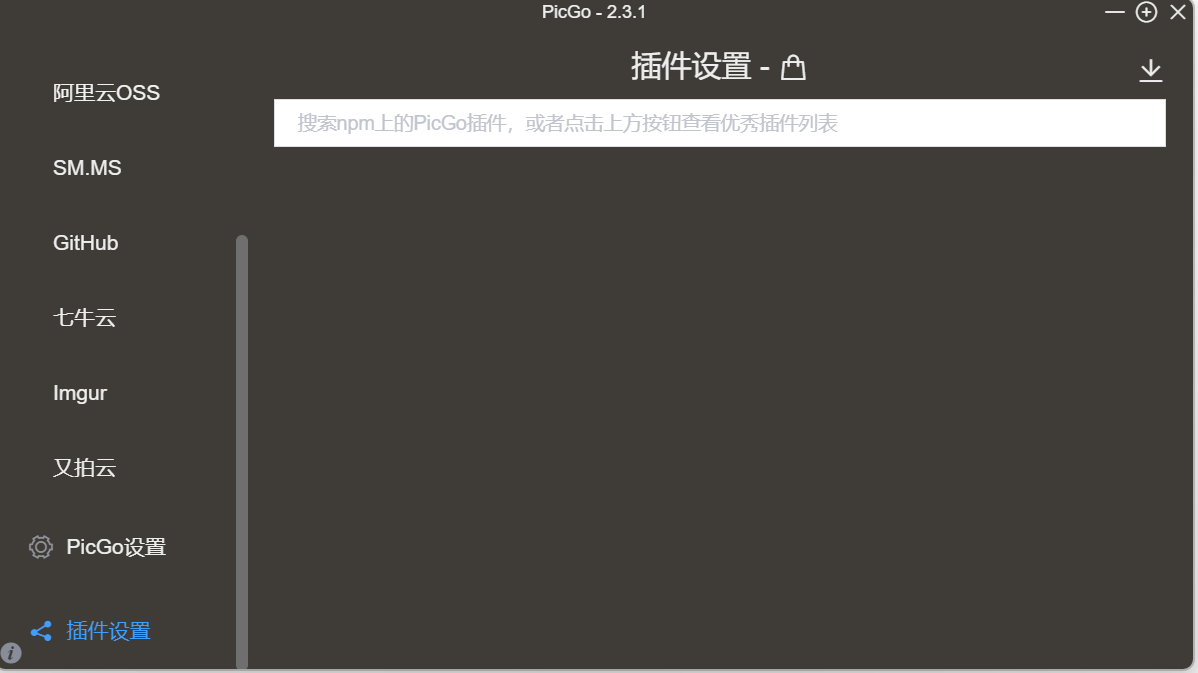 PicGo - 2.3.1
插件设置 -
搜索npm上的PicGo插件，或者点击上方按钮查看优秀插件列表
阿里云OSS
SM.MS
GitHub
七牛云
Imgur
又拍云
PicGo设置
插件设置